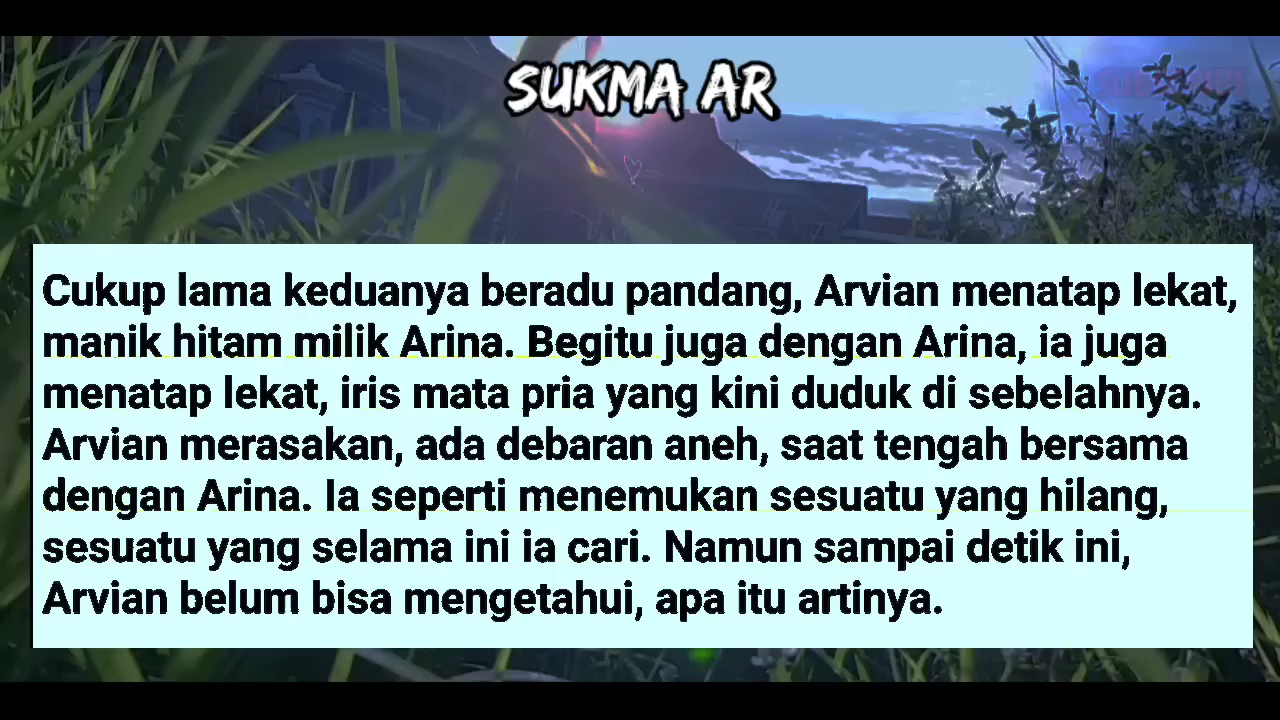 SUKMA AR
SUBSCRIBE
Cukup lama keduanya beradu pandang, Arvian menatap lekat,
manik hitam milik Arina. Begitu juga dengan Arina, ia juga
menatap lekat, iris mata pria yang kini duduk di sebelahnya.
Arvian merasakan, ada debaran aneh, saat tengah bersama
dengan Arina. Ia seperti menemukan sesuatu yang hilang,
sesuatu yang selama ini ia cari. Namun sampai detik ini,
Arvian belum bisa mengetahui, apa itu artinya.